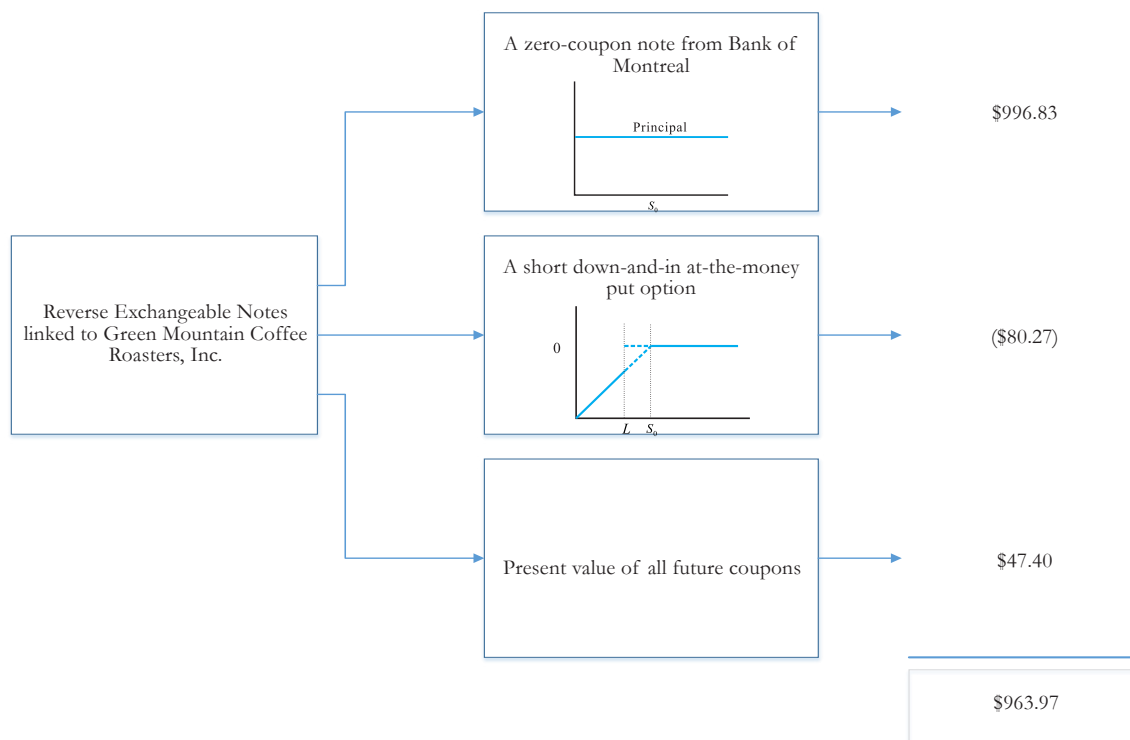 A zero-coupon note from Bank of
Montreal
Principal
S₀
$996.83
Reverse Exchangeable Notes
linked to Green Mountain Coffee
Roasters, Inc.
A short down-and-in at-the-money
put option
0
L S₀
($80.27)
Present value of all future coupons
$47.40
$963.97